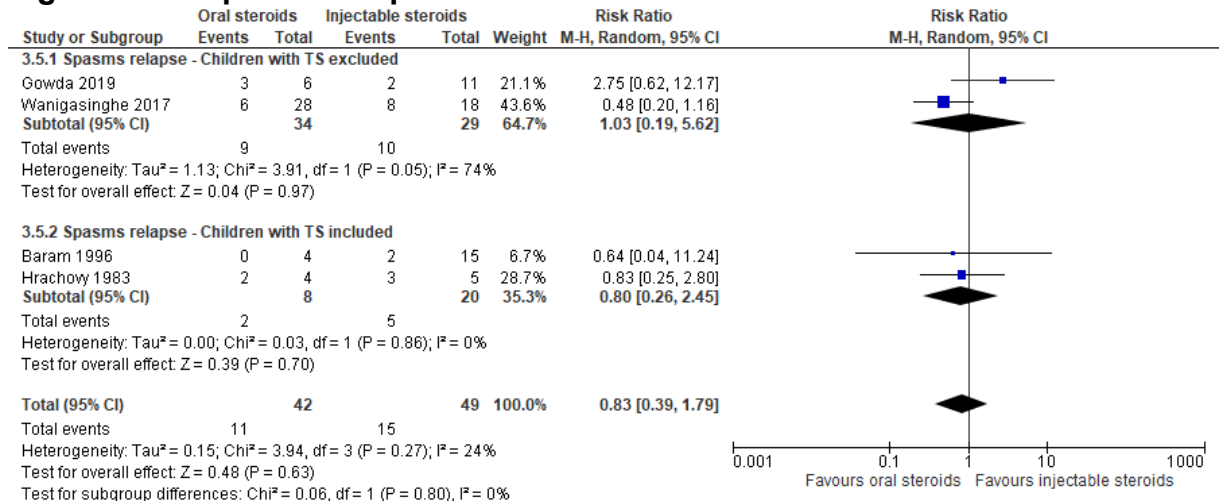 Oral steroids Injectable steroids Risk Ratio Risk Ratio
Study or Subgroup Events Total Events Total Weight M-H, Random, 95% CI M-H, Random, 95% CI
3.5.1 Spasms relapse - Children with TS excluded
Gowda 2019 3 6 2 11 21.1% 2.75 [0.62, 12.17]
Wanigasinghe 2017 6 28 8 18 43.6% 0.48 [0.20, 1.16]
Subtotal (95% CI) 34 29 64.7% 1.03 [0.19, 5.62]
Total events 9 10
Heterogeneity: Tau² = 1.13; Chi² = 3.91, df = 1 (P = 0.05); I² = 74%
Test for overall effect: Z = 0.04 (P = 0.97)
3.5.2 Spasms relapse - Children with TS included
Baram 1996 0 4 2 15 6.7% 0.64 [0.04, 11.24]
Hrachovy 1983 2 4 3 5 28.7% 0.83 [0.25, 2.80]
Subtotal (95% CI) 8 20 35.3% 0.80 [0.26, 2.45]
Total events 2 5
Heterogeneity: Tau² = 0.00; Chi² = 0.03, df = 1 (P = 0.86); I² = 0%
Test for overall effect: Z = 0.39 (P = 0.70)
Total (95% CI) 42 49 100.0% 0.83 [0.39, 1.79]
Total events 11 15
Heterogeneity: Tau² = 0.15; Chi² = 3.94, df = 3 (P = 0.27); I² = 24%
Test for overall effect: Z = 0.48 (P = 0.63)
Test for subgroup differences: Chi² = 0.06, df = 1 (P = 0.80), I² = 0%
0.001 0.1 1 10 1000
Favours oral steroids Favours injectable steroids